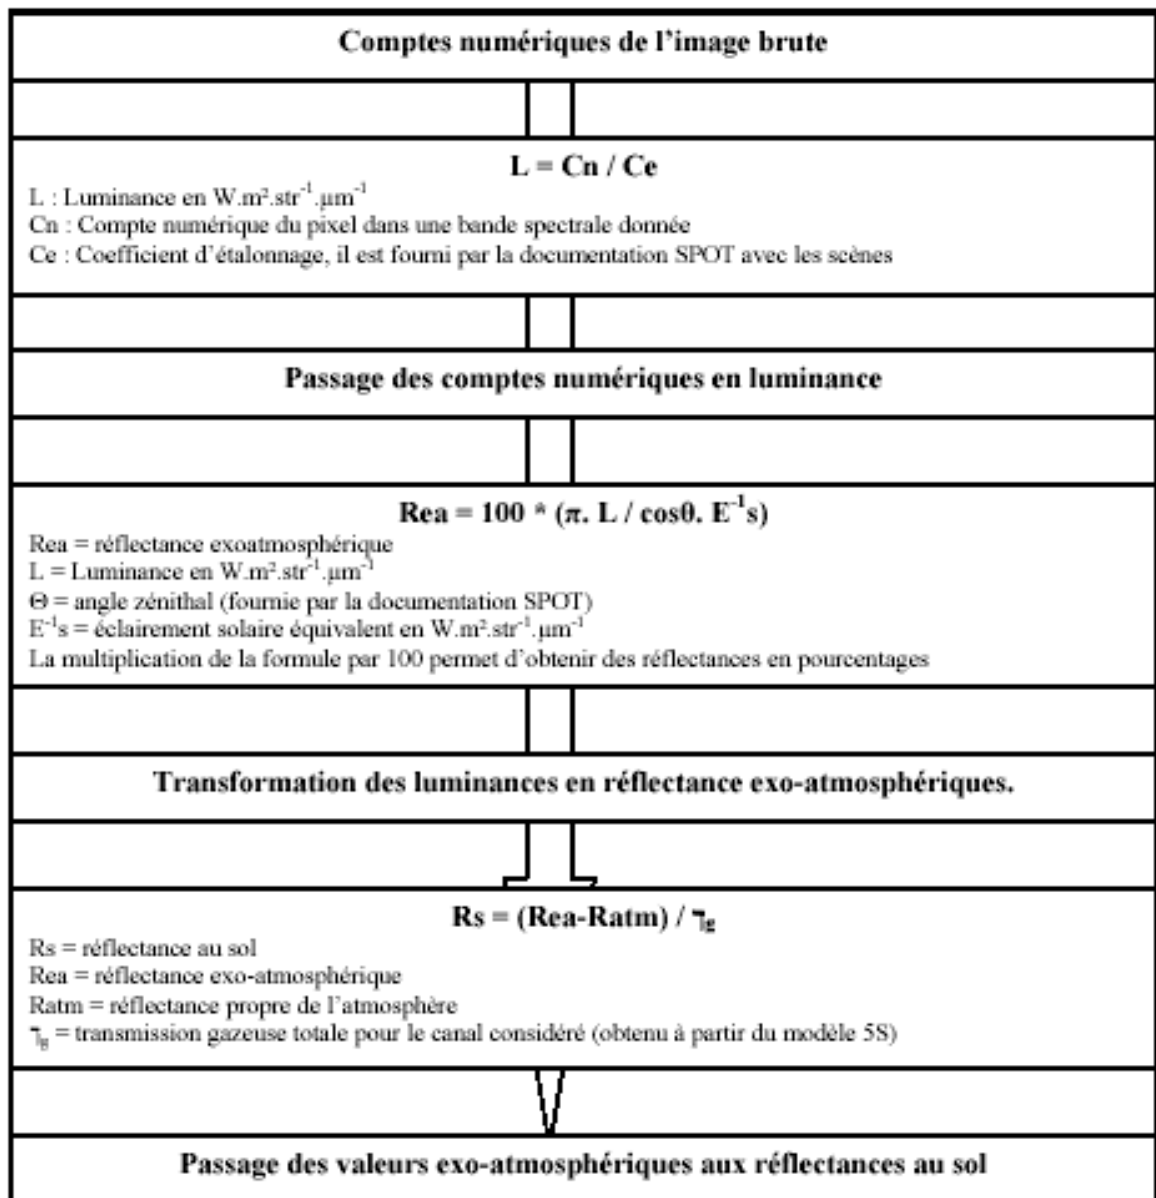 Comptes numériques de l'image brute
L = Cn / Ce
L : Luminance en W.m².str⁻¹.µm⁻¹
Cn : Compte numérique du pixel dans une bande spectrale donnée
Ce : Coefficient d'étalonnage, il est fourni par la documentation SPOT avec les scènes
Passage des comptes numériques en luminance
Rea = 100 * (π. L / cosθ. E⁻¹s)
Rea = réflectance exoatmosphérique
L = Luminance en W.m².str⁻¹.µm⁻¹
Θ = angle zénithal (fournie par la documentation SPOT)
E⁻¹s = éclairement solaire équivalent en W.m².str⁻¹.µm⁻¹
La multiplication de la formule par 100 permet d'obtenir des réflectances en pourcentages
Transformation des luminances en réflectance exo-atmosphériques.
Rs = (Rea-Ratm) / ℸg
Rs = réflectance au sol
Rea = réflectance exo-atmosphérique
Ratm = réflectance propre de l'atmosphère
ℸg = transmission gazeuse totale pour le canal considéré (obtenu à partir du modèle 5S)
Passage des valeurs exo-atmosphériques aux réflectances au sol